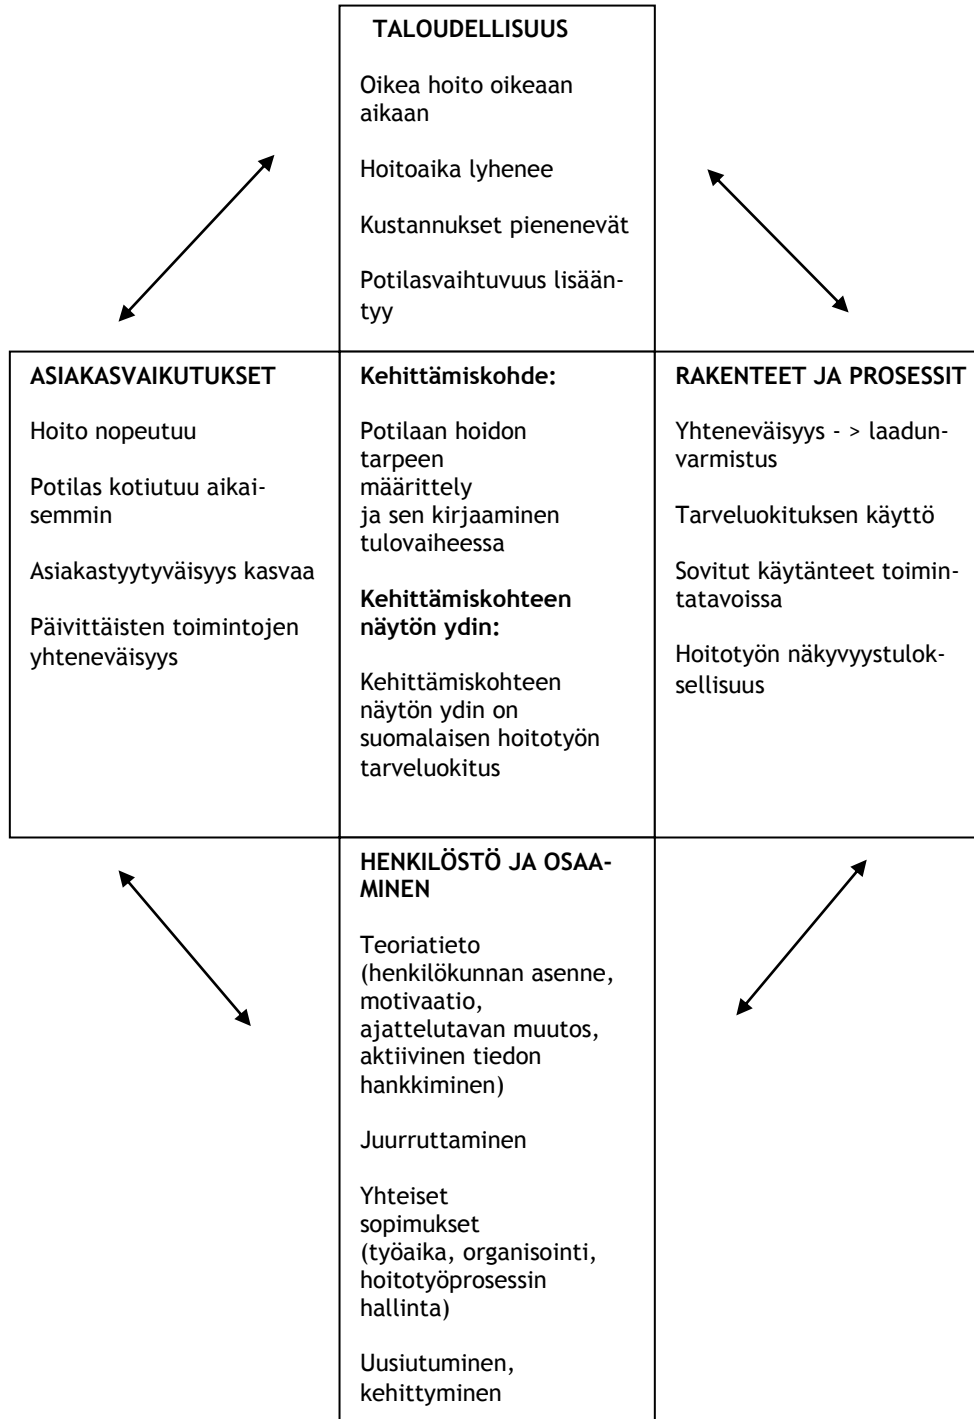 TALOUDELLISUUS
Oikea hoito oikeaan
aikaan
Hoitoaika lyhenee
Kustannukset pienenevät
Potilasvaihtuvuus lisään-
tyy
ASIAKASVAIKUTUKSET
Hoito nopeutuu
Potilas kotiutuu aikai-
semmin
Asiakastyytyväisyys kasvaa
Päivittäisten toimintojen
yhteneväisyys
Kehittämiskohde:
Potilaan hoidon
tarpeen
määrittely
ja sen kirjaaminen
tulovaiheessa
Kehittämiskohteen
näytön ydin:
Kehittämiskohteen
näytön ydin on
suomalaisen hoitotyön
tarveluokitus
RAKENTEET JA PROSESSIT
Yhteneväisyys - > laadun-
varmistus
Tarveluokituksen käyttö
Sovitut käytänteet toimin-
tatavoissa
Hoitotyön näkyvyystulok-
sellisuus
HENKILÖSTÖ JA OSAA-
MINEN
Teoriatieto
(henkilökunnan asenne,
motivaatio,
ajattelutavan muutos,
aktiivinen tiedon
hankkiminen)
Juurruttaminen
Yhteiset
sopimukset
(työaika, organisointi,
hoitotyöprosessin
hallinta)
Uusiutuminen,
kehittyminen